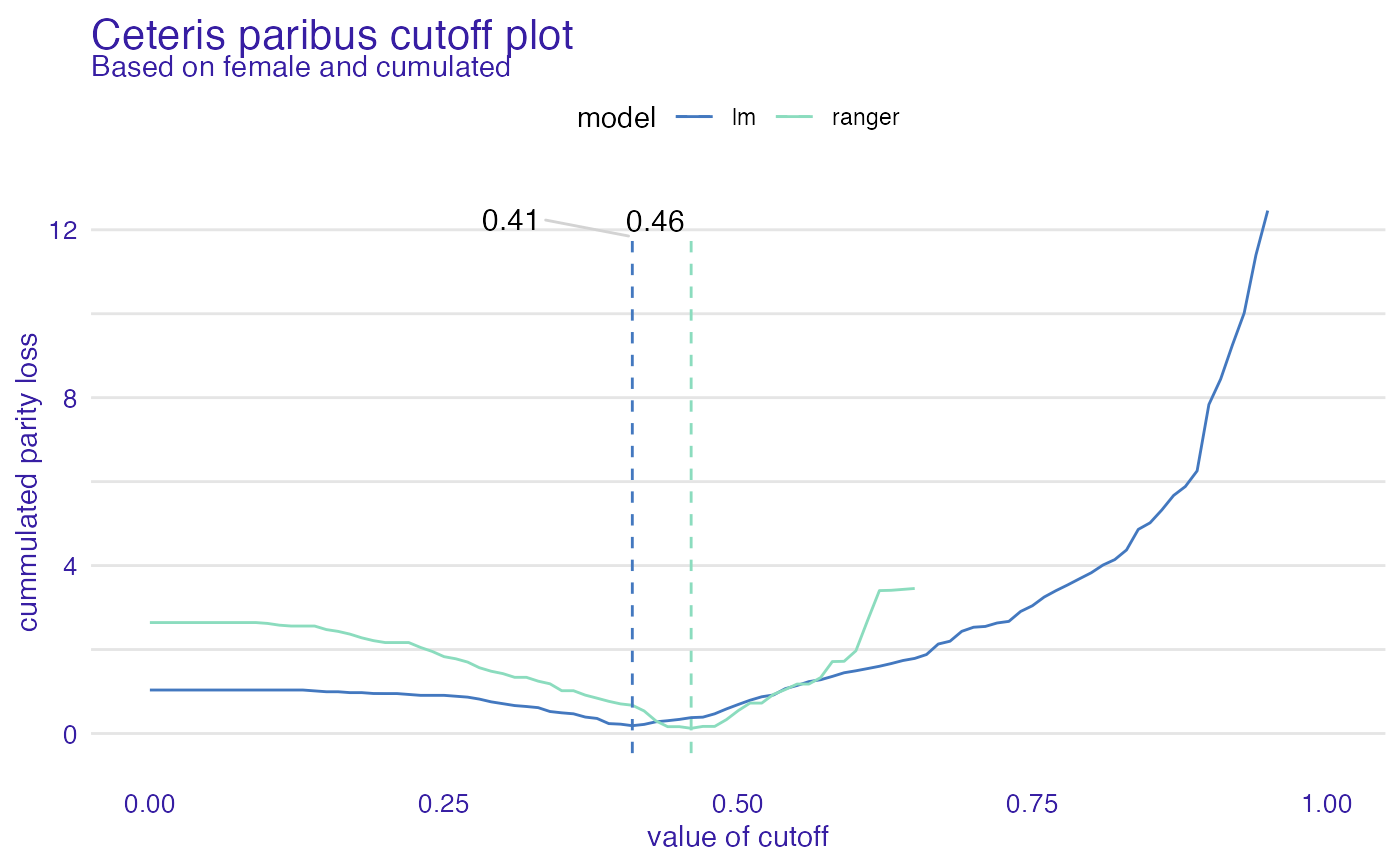 Ceteris paribus cutoff plot
Based on female and cumulated
model lm ranger
0.41 0.46
12
8
4
0
cummulated parity loss
0.00 0.25 0.50 0.75 1.00
value of cutoff